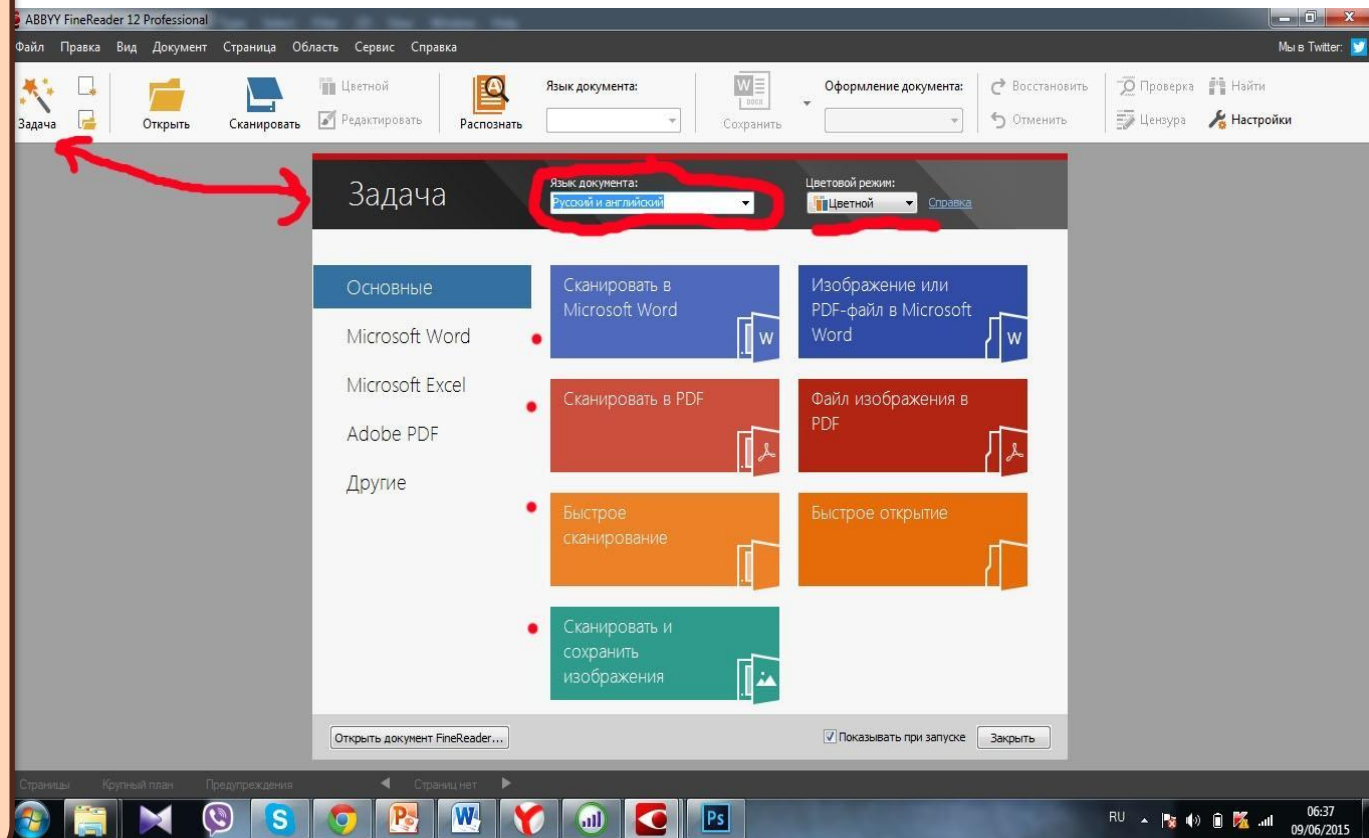 ABBYY FineReader 12 Professional
Файл Правка Вид Документ Страница Область Сервис Справка
Мы в Twitter:
Задача
Открыть
Сканировать
Цветной
Редактировать
Распознать
Язык документа:
Сохранить
Оформление документа:
Восстановить
Отменить
Проверка
Цензура
Найти
Настройки
Задача
Язык документа:
Русский и английский
Цветовой режим:
Цветной
Справка
Основные
Microsoft Word
Microsoft Excel
Adobe PDF
Другие
Сканировать в
Microsoft Word
Изображение или
PDF-файл в Microsoft
Word
Сканировать в PDF
Файл изображения в
PDF
Быстрое
сканирование
Быстрое открытие
Сканировать и
сохранить
изображения
Открыть документ FineReader...
Показывать при запуске
Закрыть
Страницы Крупный план Предупреждения Страниц нет
RU
06:37
09/06/2015